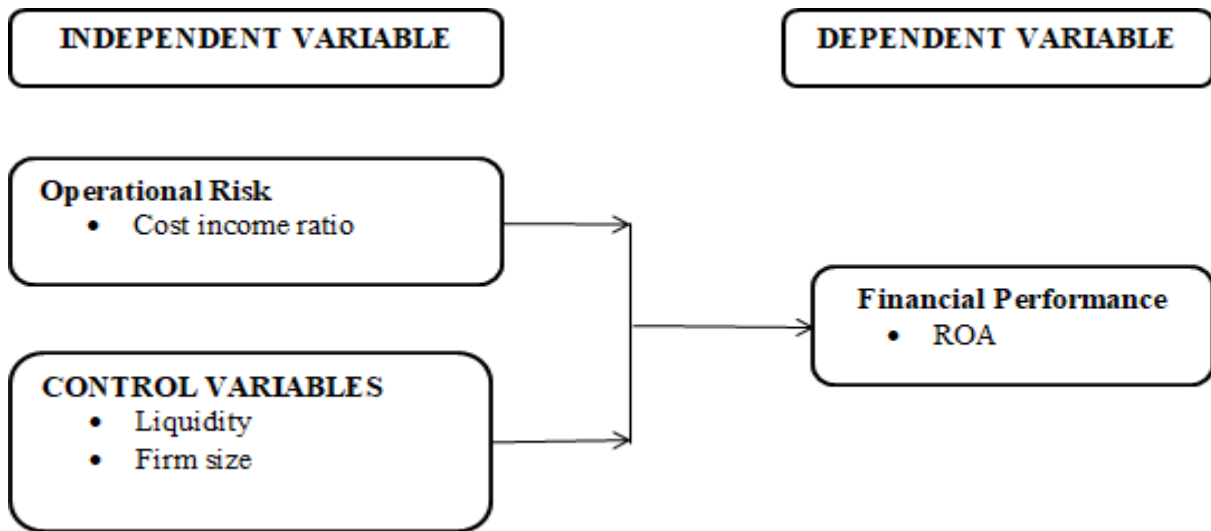 INDEPENDENT VARIABLE
DEPENDENT VARIABLE
Operational Risk
• Cost income ratio
CONTROL VARIABLES
• Liquidity
• Firm size
Financial Performance
• ROA